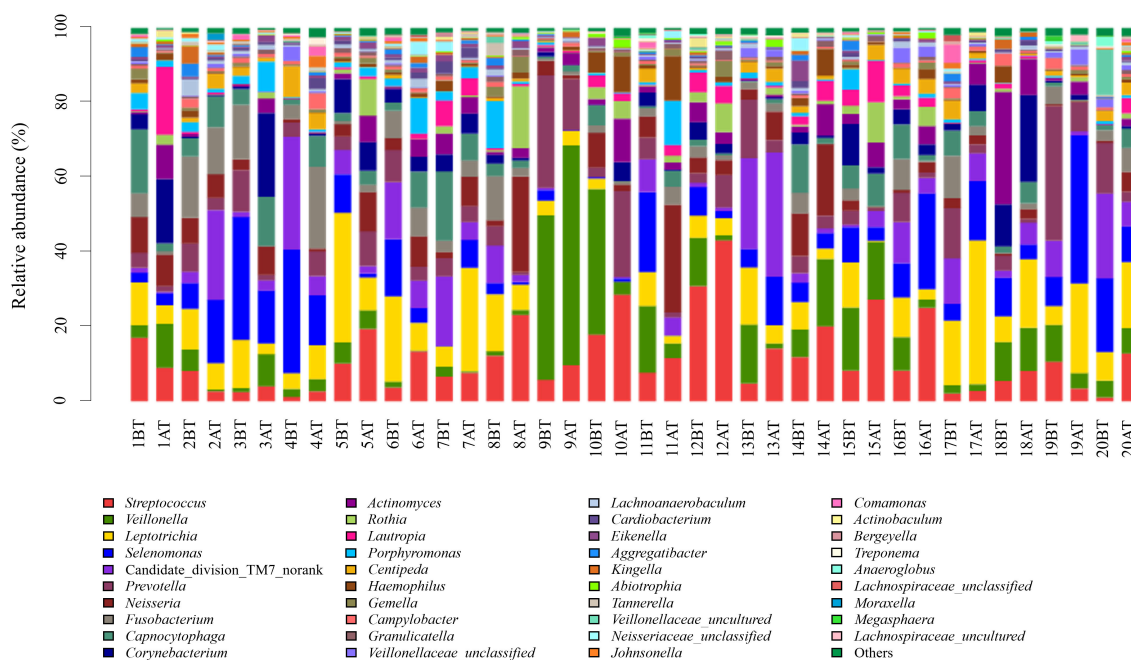 100
80
60
40
20
0
Relative abundance (%)
1BT 1AT 2BT 2AT 3BT 3AT 4BT 4AT 5BT 5AT 6BT 6AT 7BT 7AT 8BT 8AT 9BT 9AT 10BT 10AT 11BT 11AT 12BT 12AT 13BT 13AT 14BT 14AT 15BT 15AT 16BT 16AT 17BT 17AT 18BT 18AT 19BT 19AT 20BT 20AT
Streptococcus
Veillonella
Leptotrichia
Selenomonas
Candidate_division_TM7_norank
Prevotella
Neisseria
Fusobacterium
Capnocytophaga
Corynebacterium
Actinomyces
Rothia
Lautropia
Porphyromonas
Centipeda
Haemophilus
Gemella
Campylobacter
Granulicatella
Veillonellaceae_unclassified
Lachnoanaerobaculum
Cardiobacterium
Eikenella
Aggregatibacter
Kingella
Abiotrophia
Tannerella
Veillonellaceae_uncultured
Neisseriaceae_unclassified
Johnsonella
Comamonas
Actinobaculum
Bergeyella
Treponema
Anaeroglobus
Lachnospiraceae_unclassified
Moraxella
Megasphaera
Lachnospiraceae_uncultured
Others